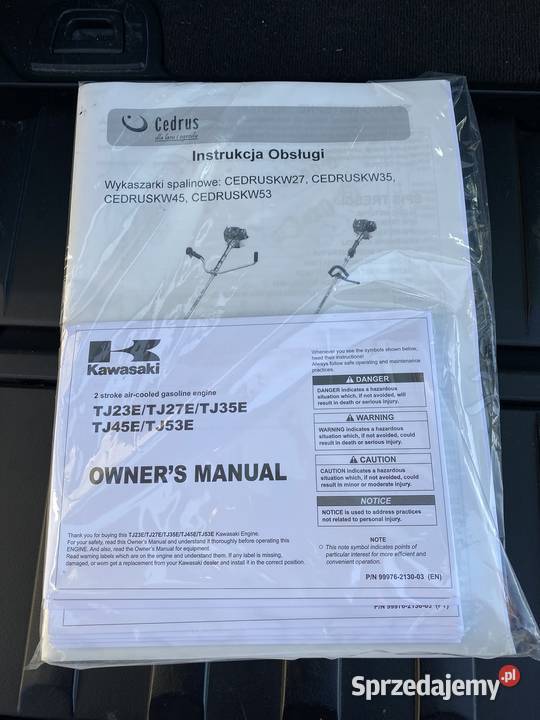 Cedrus
dla lasu i ogrodu
Instrukcja Obsługi
Wykaszarki spalinowe: CEDRUSKW27, CEDRUSKW35,
CEDRUSKW45, CEDRUSKW53
Kawasaki
2 stroke air-cooled gasoline engine
TJ23E/TJ27E/TJ35E
TJ45E/TJ53E
OWNER'S MANUAL
Thank you for buying this TJ23E/TJ27E/TJ35E/TJ45E/TJ53E Kawasaki Engine.
For your safety, read this Owner's Manual and understand it thoroughly before operating this
ENGINE. And also, read the Owner's Manual for equipment.
Read warning labels which are on the engine and understand them. If any label is missing,
damaged, or worn get a replacement from your Kawasaki dealer and install it in the correct position.
Whenever you see the symbols shown below,
heed their instructions!
Always follow safe operating and maintenance
practices.
DANGER
DANGER indicates a hazardous
situation which, if not avoided, will
result in death or serious injury.
WARNING
WARNING indicates a hazardous
situation which, if not avoided, could
result in death or serious injury.
CAUTION
CAUTION indicates a hazardous
situation which, if not avoided, could
result in minor or moderate injury.
NOTICE
NOTICE is used to address practices
not related to personal injury.
NOTE
○ This note symbol indicates points of
particular interest for more efficient and
convenient operation.
P/N 99976-2130-03 (EN)
P/N 99976-2130-03 (PT)
Sprzedajemy.pl